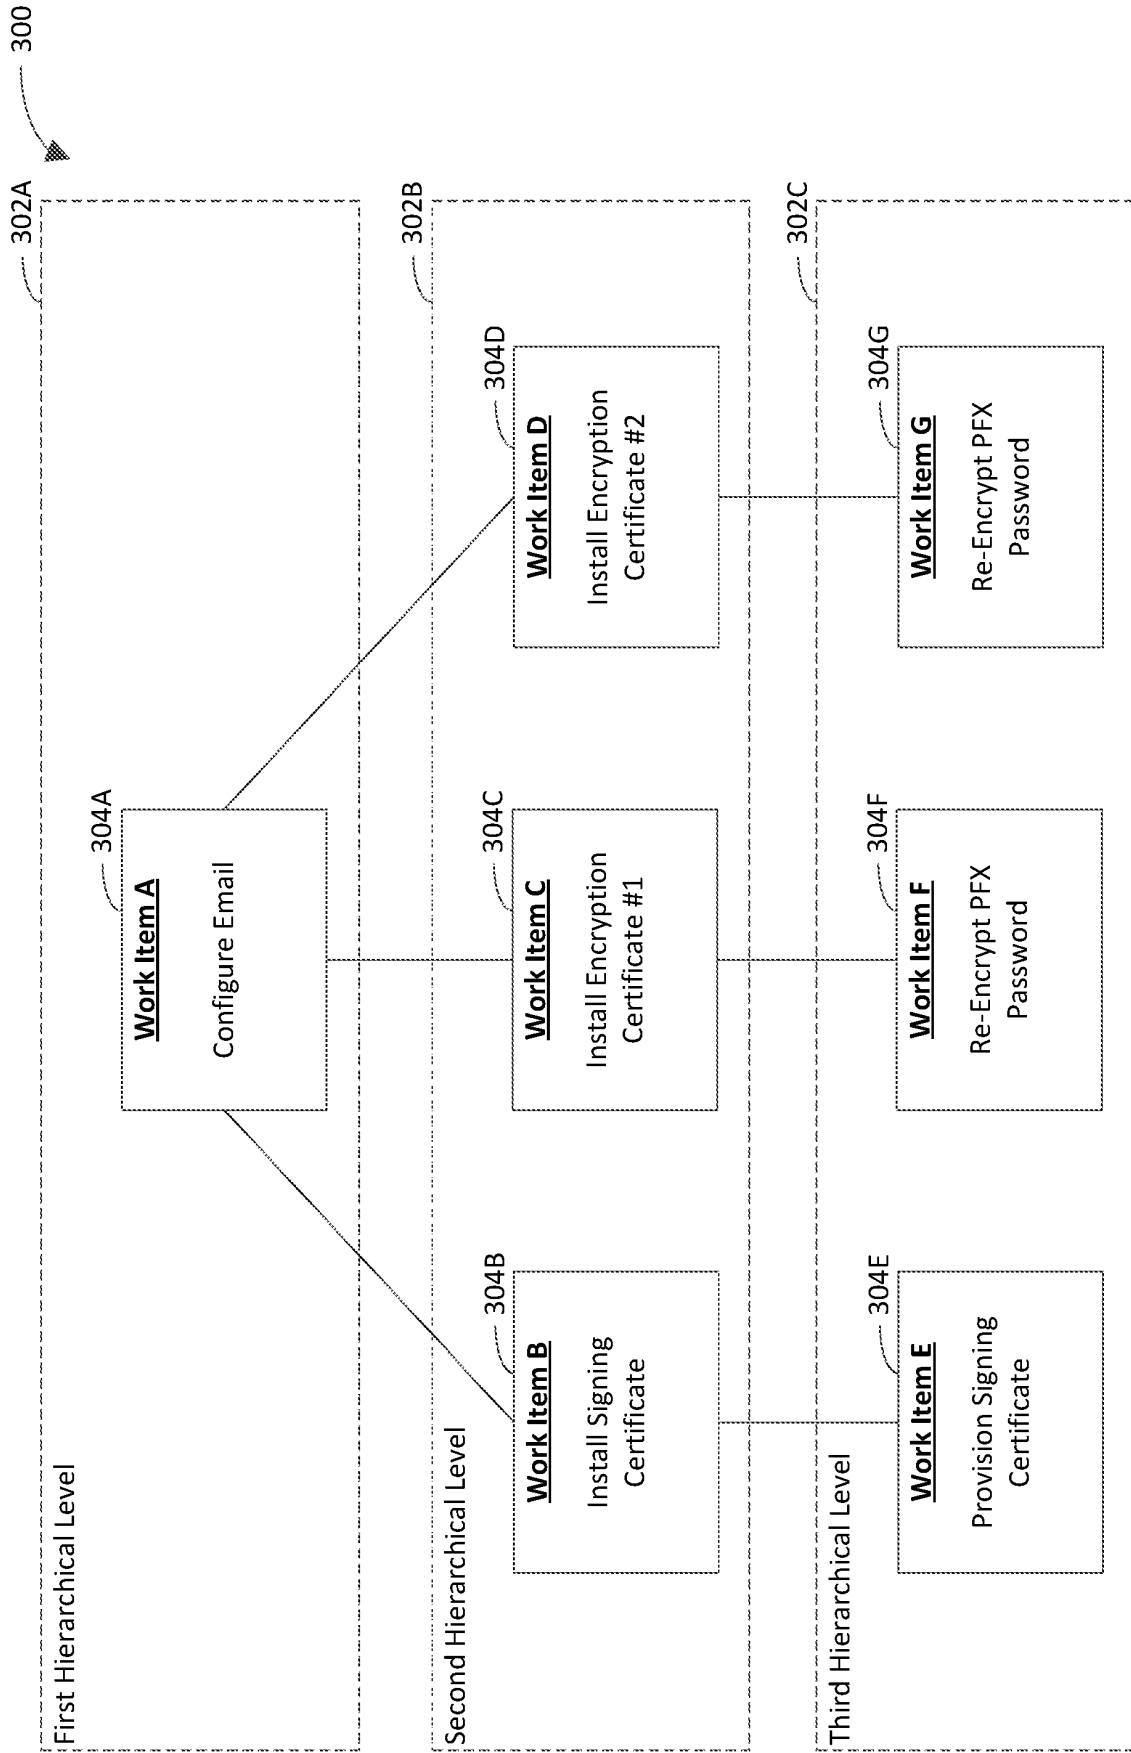 300
302A
First Hierarchical Level
304A
Work Item A
Configure Email
302B
Second Hierarchical Level
304B
Work Item B
Install Signing
Certificate
304C
Work Item C
Install Encryption
Certificate #1
304D
Work Item D
Install Encryption
Certificate #2
302C
Third Hierarchical Level
304E
Work Item E
Provision Signing
Certificate
304F
Work Item F
Re-Encrypt PFX
Password
304G
Work Item G
Re-Encrypt PFX
Password